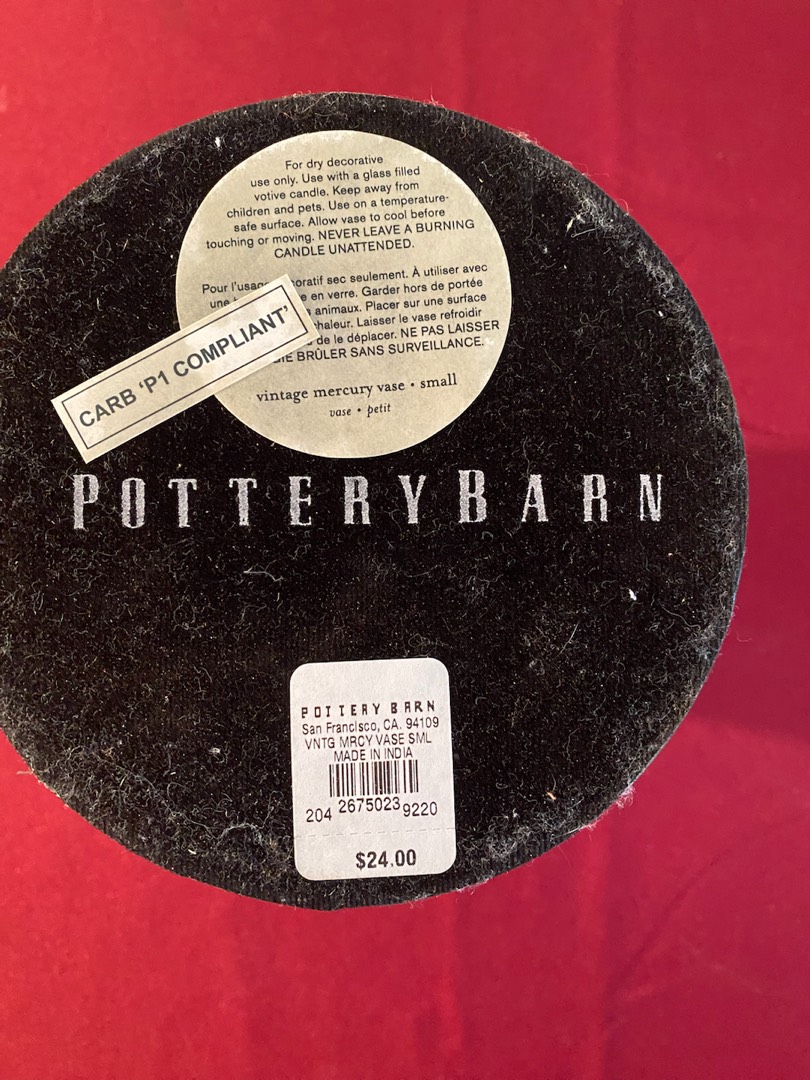 For dry decorative
use only. Use with a glass filled
votive candle. Keep away from
children and pets. Use on a temperature-
safe surface. Allow vase to cool before
touching or moving. NEVER LEAVE A BURNING
CANDLE UNATTENDED.
Pour l'usage oratif sec seulement. À utiliser avec
une en verre. Garder hors de portée
animaux. Placer sur une surface
haleur. Laisser le vase refroidir
de le déplacer. NE PAS LAISSER
BRÛLER SANS SURVEILLANCE.
CARB 'P1 COMPLIANT'
vintage mercury vase • small
vase • petit
POTTERYBARN
POTTERY BARN
San Francisco, CA. 94109
VNTG MRCY VASE SML
MADE IN INDIA
204 2675023 9220
$24.00